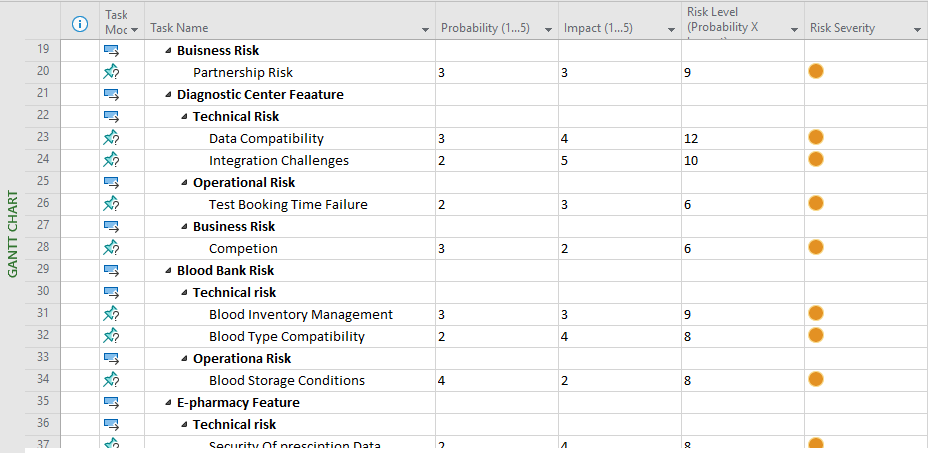 Task
Moc
Task Name
Probability (1...5)
Impact (1...5)
Risk Level
(Probability X
Risk Severity
GANTT CHART
19 Buisness Risk
20 Partnership Risk 3 3 9
21 Diagnostic Center Feaature
22 Technical Risk
23 Data Compatibility 3 4 12
24 Integration Challenges 2 5 10
25 Operational Risk
26 Test Booking Time Failure 2 3 6
27 Business Risk
28 Competion 3 2 6
29 Blood Bank Risk
30 Technical risk
31 Blood Inventory Management 3 3 9
32 Blood Type Compatibility 2 4 8
33 Operationa Risk
34 Blood Storage Conditions 4 2 8
35 E-pharmacy Feature
36 Technical risk
37 Security Of prescintion Data 2 4 8